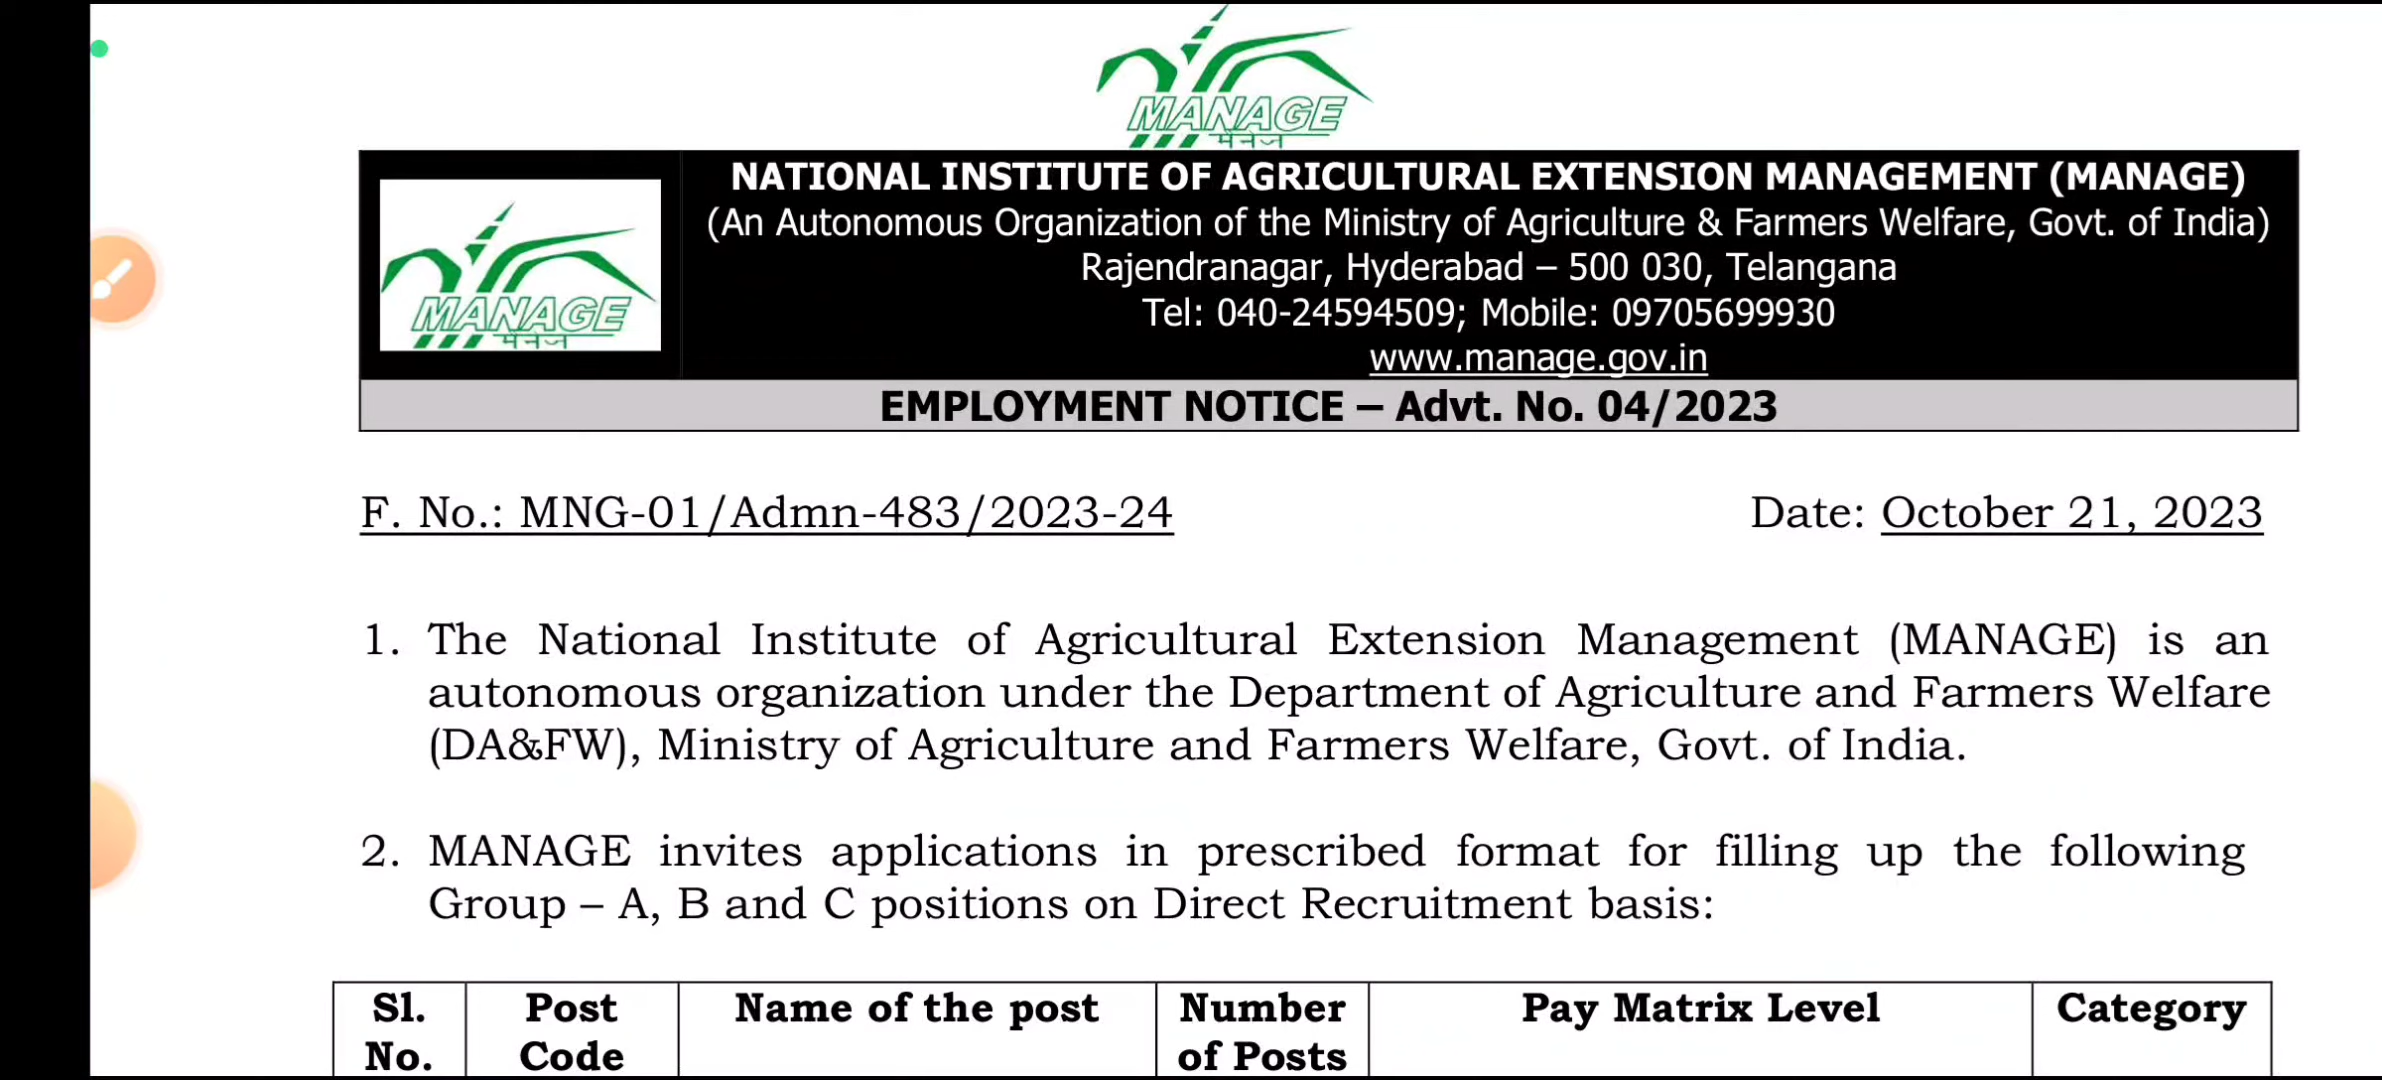 MANAGE
मैनेज
NATIONAL INSTITUTE OF AGRICULTURAL EXTENSION MANAGEMENT (MANAGE)
(An Autonomous Organization of the Ministry of Agriculture & Farmers Welfare, Govt. of India)
Rajendranagar, Hyderabad – 500 030, Telangana
Tel: 040-24594509; Mobile: 09705699930
www.manage.gov.in
MANAGE
मैनेज
EMPLOYMENT NOTICE – Advt. No. 04/2023
F. No.: MNG-01/Admn-483/2023-24 Date: October 21, 2023
1. The National Institute of Agricultural Extension Management (MANAGE) is an
autonomous organization under the Department of Agriculture and Farmers Welfare
(DA&FW), Ministry of Agriculture and Farmers Welfare, Govt. of India.
2. MANAGE invites applications in prescribed format for filling up the following
Group – A, B and C positions on Direct Recruitment basis:
Sl. No.
Post Code
Name of the post
Number of Posts
Pay Matrix Level
Category